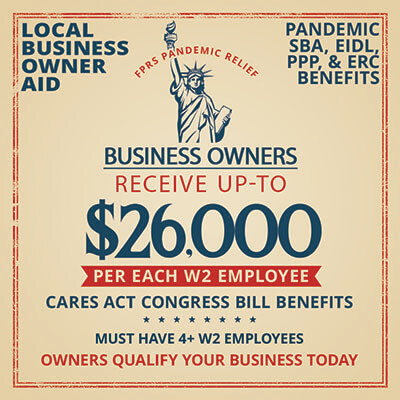 LOCAL
BUSINESS
OWNER
AID
PANDEMIC
SBA, EIDL,
PPP, & ERC
BENEFITS
FPRS PANDEMIC RELIEF
BUSINESS OWNERS
RECEIVE UP-TO
$26,000
PER EACH W2 EMPLOYEE
CARES ACT CONGRESS BILL BENEFITS
MUST HAVE 4+ W2 EMPLOYEES
OWNERS QUALIFY YOUR BUSINESS TODAY